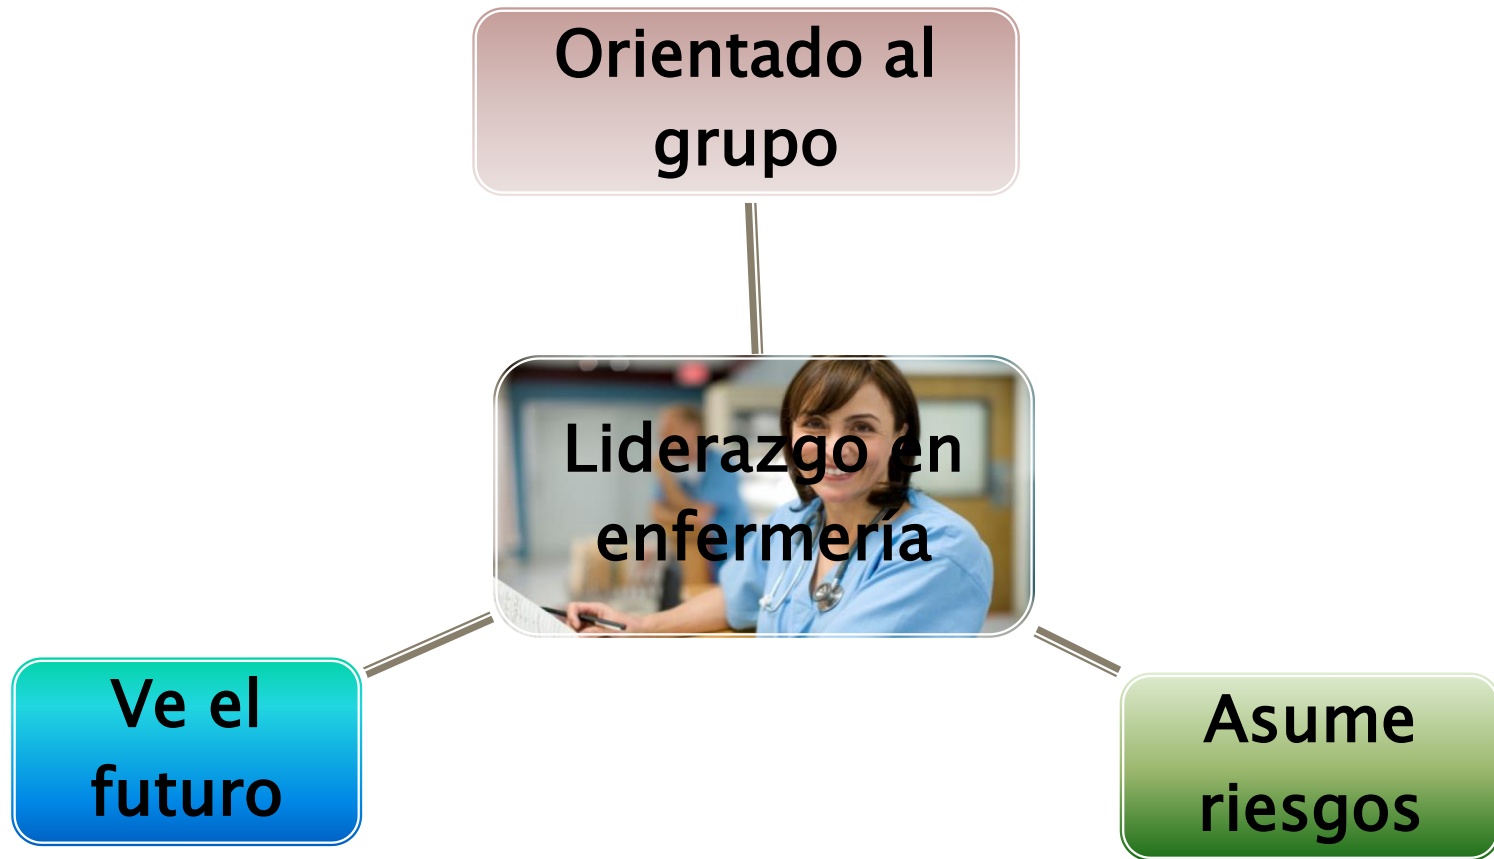 Orientado al
grupo
Liderazgo en
enfermería
Ve el
futuro
Asume
riesgos